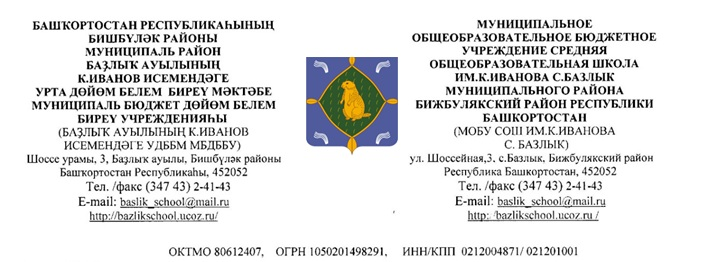 БАШҠОРТОСТАН РЕСПУБЛИКАҺЫНЫҢ
БИШБҮЛӘК РАЙОНЫ
МУНИЦИПАЛЬ РАЙОН
БАҘЛЫҠ АУЫЛЫНЫҢ
К.ИВАНОВ ИСЕМЕНДӘГЕ
УРТА ДӨЙӨМ БЕЛЕМ БИРЕҮ МӘКТӘБЕ
МУНИЦИПАЛЬ БЮДЖЕТ ДӨЙӨМ БЕЛЕМ
БИРЕҮ УЧРЕЖДЕНИЯҺЫ
(БАҘЛЫҠ АУЫЛЫНЫҢ К.ИВАНОВ
ИСЕМЕНДӘГЕ УДББМ МБДББУ)
Шоссе урамы, 3, Баҙлыҡ ауылы, Бишбүләк районы
Башҡортостан Республикаһы, 452052
Тел. /факс (347 43) 2-41-43
E-mail: baslik_school@mail.ru
http://bazlikschool.ucoz.ru/
МУНИЦИПАЛЬНОЕ
ОБЩЕОБРАЗОВАТЕЛЬНОЕ БЮДЖЕТНОЕ
УЧРЕЖДЕНИЕ СРЕДНЯЯ
ОБЩЕОБРАЗОВАТЕЛЬНАЯ ШКОЛА
ИМ.К.ИВАНОВА С.БАЗЛЫК
МУНИЦИПАЛЬНОГО РАЙОНА
БИЖБУЛЯКСКИЙ РАЙОН РЕСПУБЛИКИ
БАШКОРТОСТАН
(МОБУ СОШ ИМ.К.ИВАНОВА
С. БАЗЛЫК)
ул. Шоссейная,3, с.Базлык, Бижбулякский район
Республика Башкортостан, 452052
Тел. /факс (347 43) 2-41-43
E-mail: baslik_school@mail.ru
http: /bazlikschool.ucoz.ru /
ОКТМО 80612407, ОГРН 1050201498291, ИНН/КПП 0212004871/ 021201001